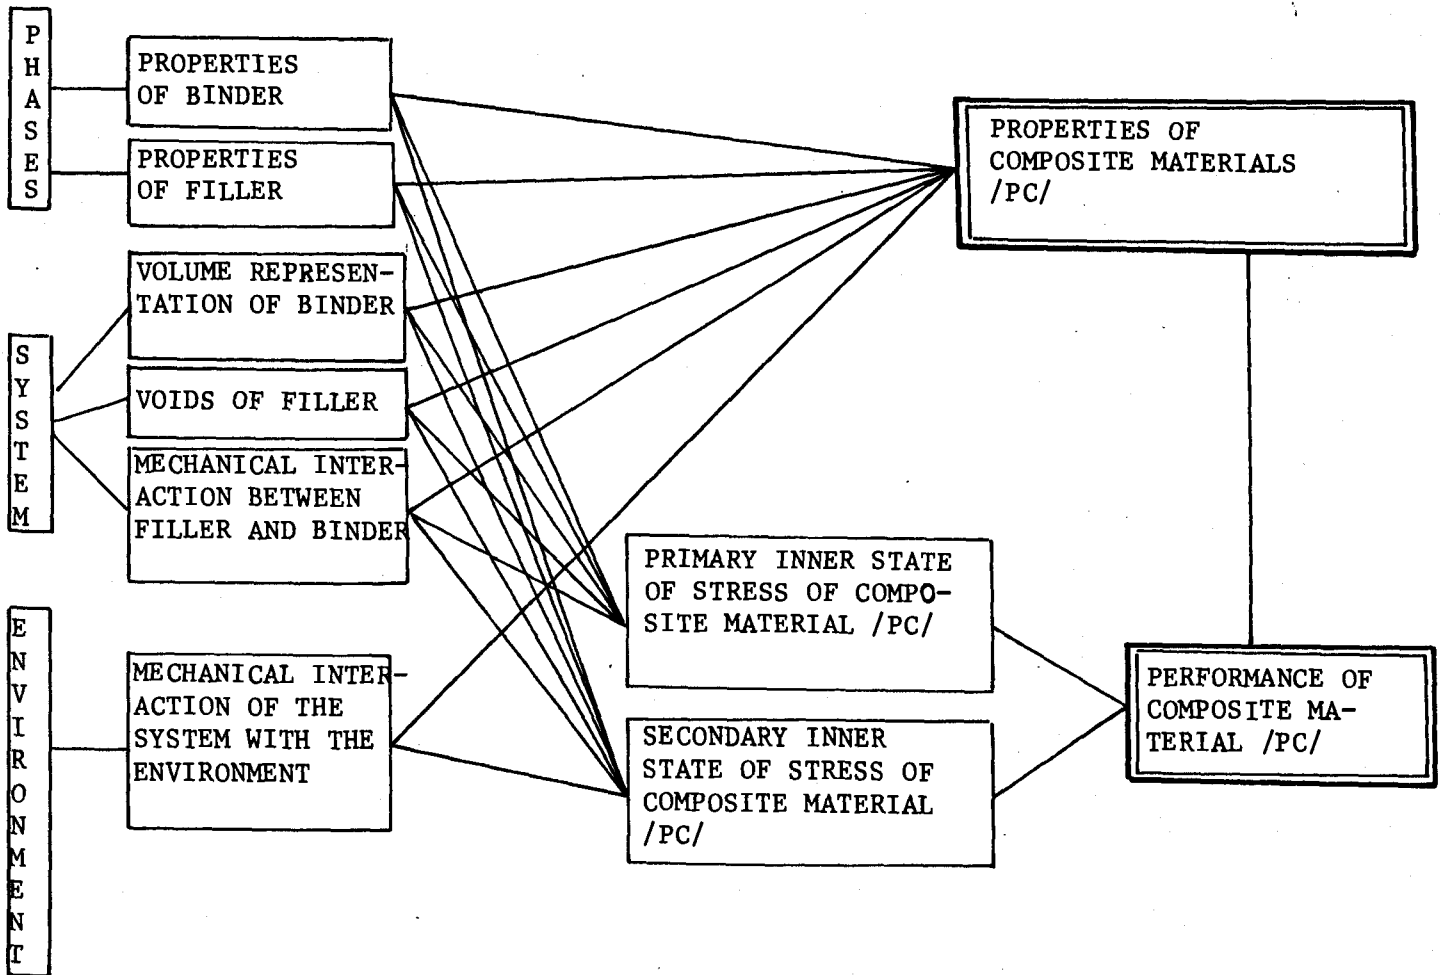 PHASES
PROPERTIES
OF BINDER
PROPERTIES
OF FILLER
SYSTEM
VOLUME REPRESEN-
TATION OF BINDER
VOIDS OF FILLER
MECHANICAL INTER-
ACTION BETWEEN
FILLER AND BINDER
ENVIRONMENT
MECHANICAL INTER-
ACTION OF THE
SYSTEM WITH THE
ENVIRONMENT
PRIMARY INNER STATE
OF STRESS OF COMPO-
SITE MATERIAL /PC/
SECONDARY INNER
STATE OF STRESS OF
COMPOSITE MATERIAL
/PC/
PROPERTIES OF
COMPOSITE MATERIALS
/PC/
PERFORMANCE OF
COMPOSITE MA-
TERIAL /PC/